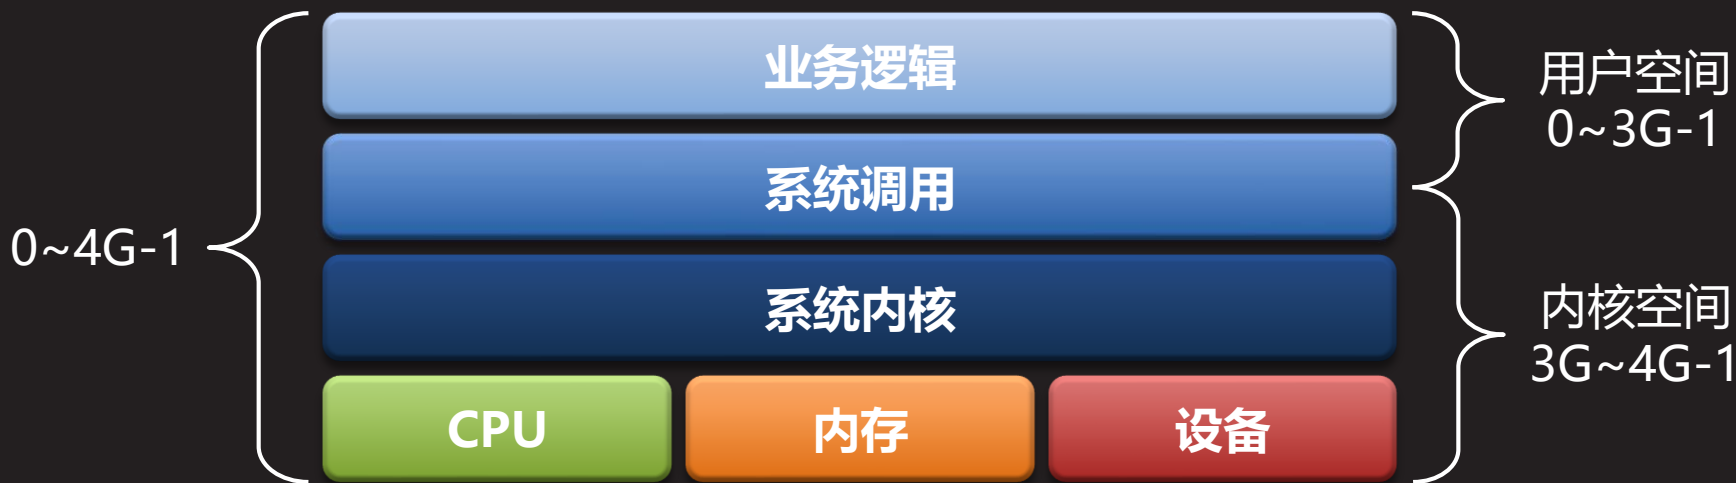 业务逻辑
用户空间
0~3G-1
系统调用
0~4G-1
系统内核
内核空间
3G~4G-1
CPU
内存
设备